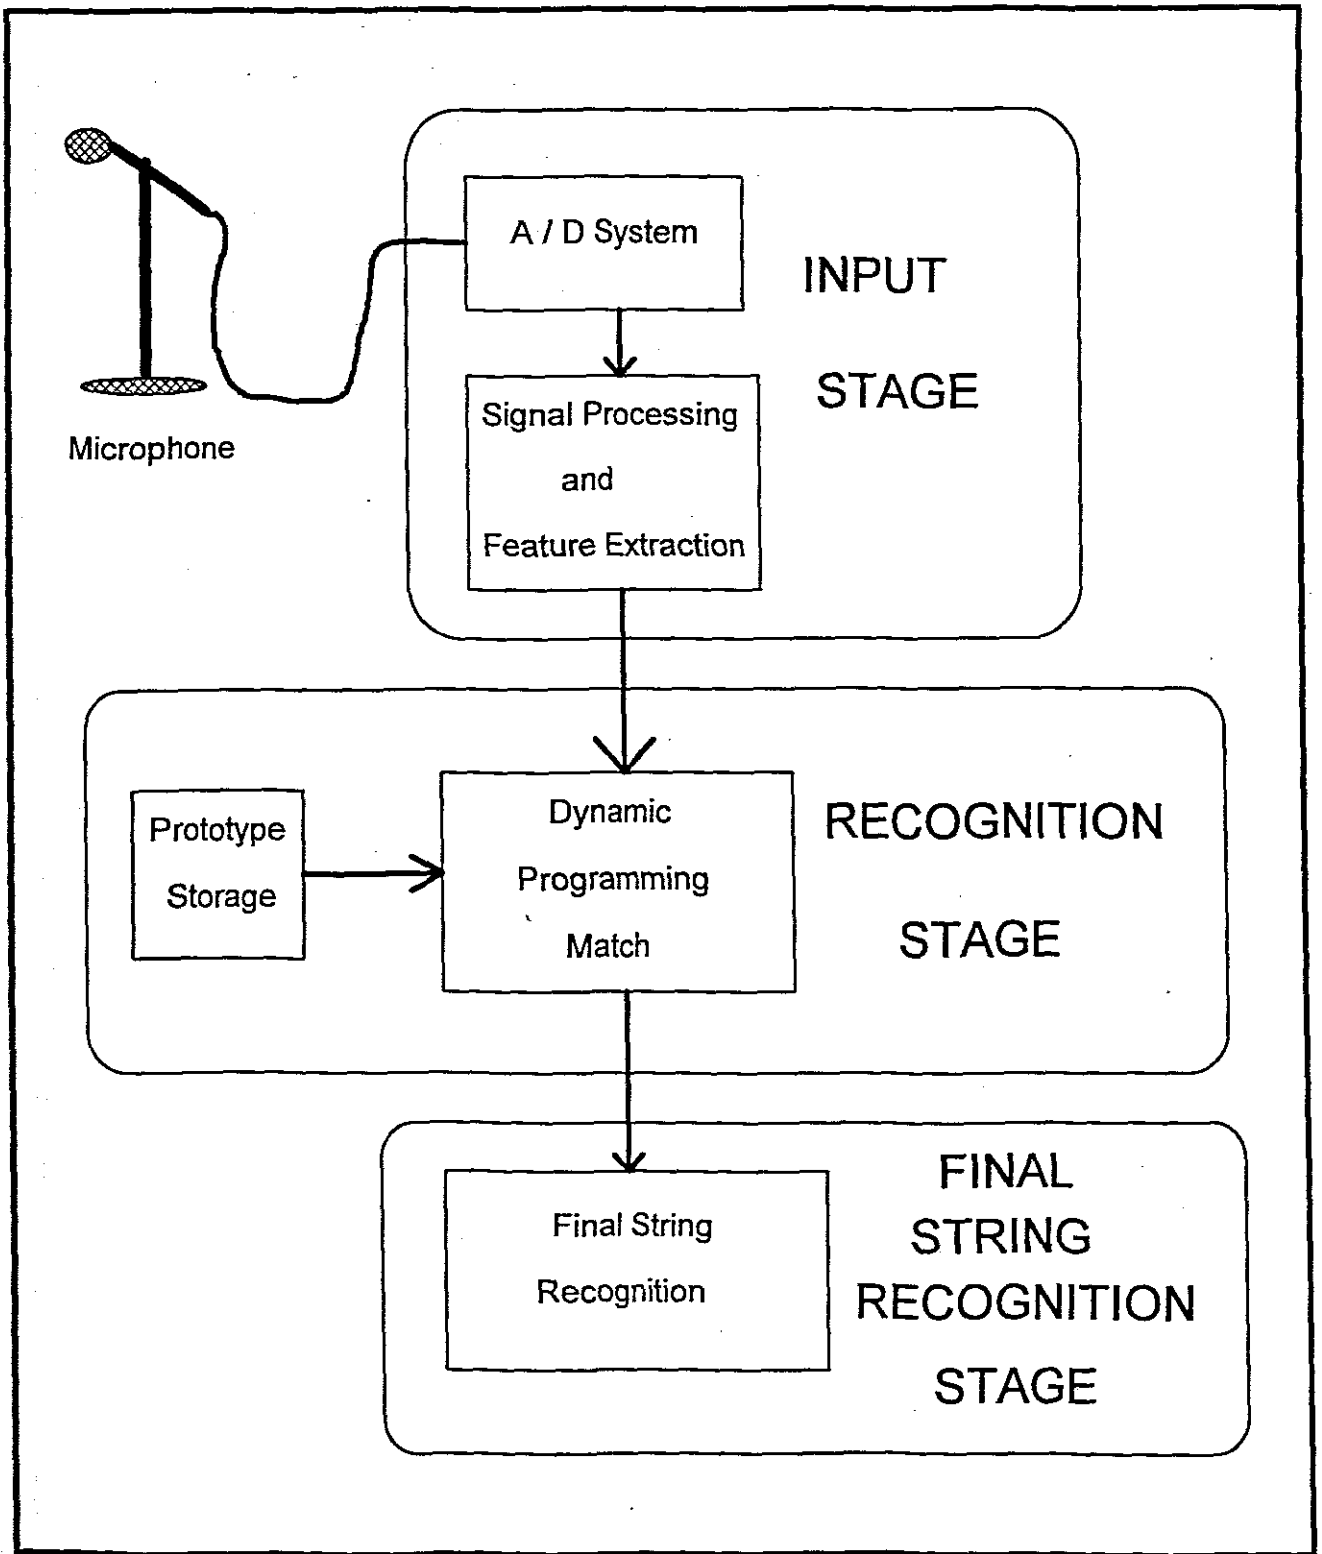 A / D System
INPUT
STAGE
Signal Processing
and
Feature Extraction
Microphone
Prototype
Storage
Dynamic
Programming
Match
RECOGNITION
STAGE
Final String
Recognition
FINAL
STRING
RECOGNITION
STAGE